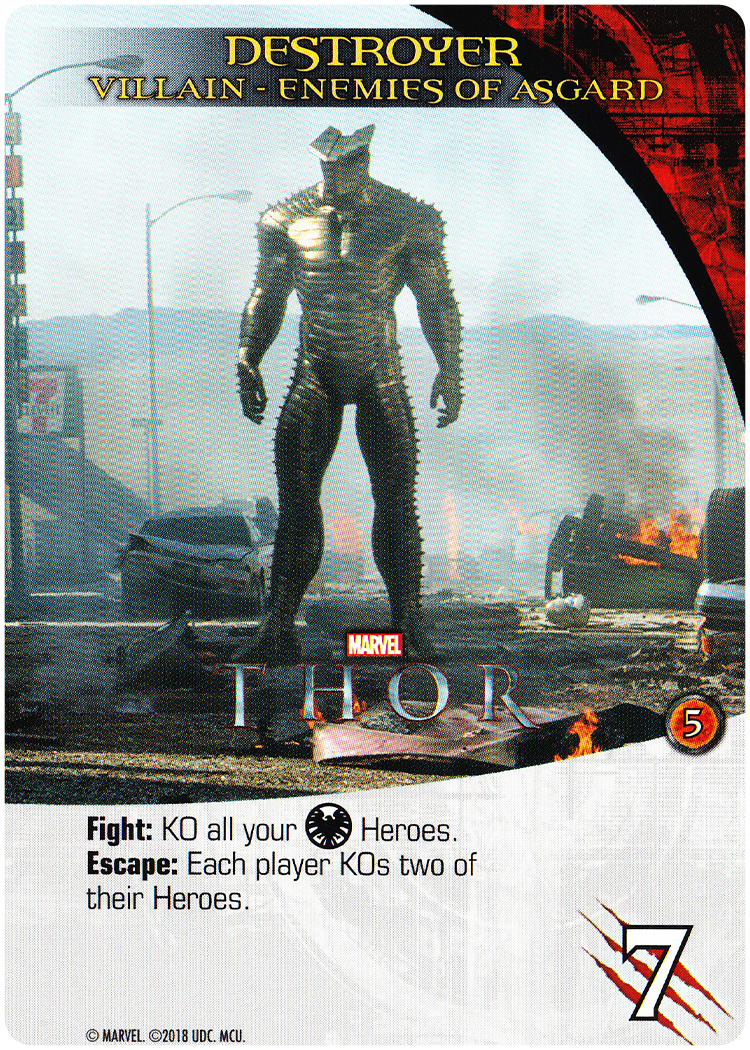 DESTROYER
VILLAIN - ENEMIES OF ASGARD
MARVEL
THOR
5
Fight: KO all your Heroes.
Escape: Each player KOs two of
their Heroes.
7
© MARVEL. ©2018 UDC. MCU.